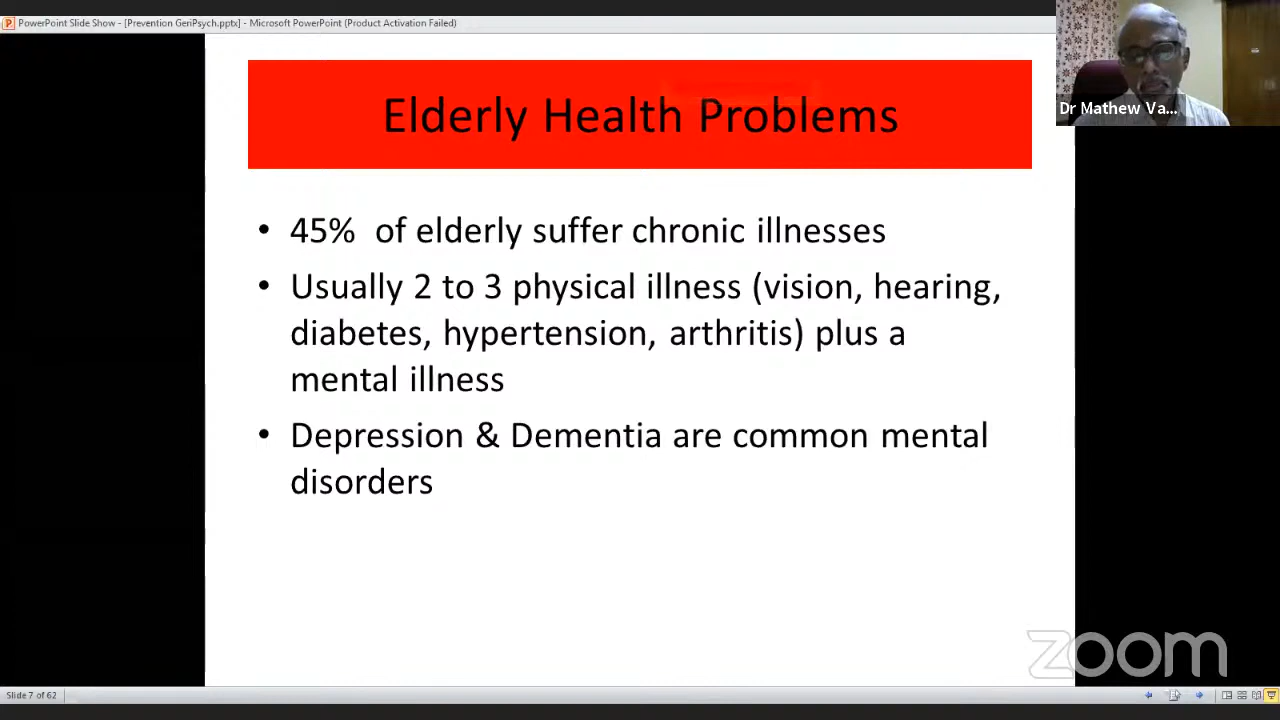 PowerPoint Slide Show - [Prevention GeriPsych.pptx] - Microsoft PowerPoint (Product Activation Failed)
Elderly Health Problems
Dr Mathew Va...
• 45%  of elderly suffer chronic illnesses
• Usually 2 to 3 physical illness (vision, hearing,
diabetes, hypertension, arthritis) plus a
mental illness
• Depression & Dementia are common mental
disorders
zoom
Slide 7 of 62